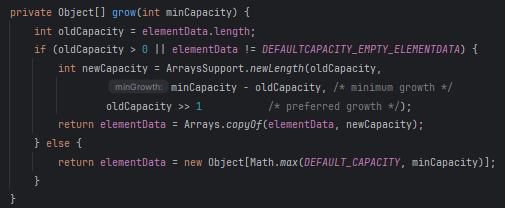 private Object[] grow(int minCapacity) {
    int oldCapacity = elementData.length;
    if (oldCapacity > 0 || elementData != DEFAULTCAPACITY_EMPTY_ELEMENTDATA) {
        int newCapacity = ArraysSupport.newLength(oldCapacity,
                minGrowth: minCapacity - oldCapacity, /* minimum growth */
                oldCapacity >> 1           /* preferred growth */);
        return elementData = Arrays.copyOf(elementData, newCapacity);
    } else {
        return elementData = new Object[Math.max(DEFAULT_CAPACITY, minCapacity)];
    }
}